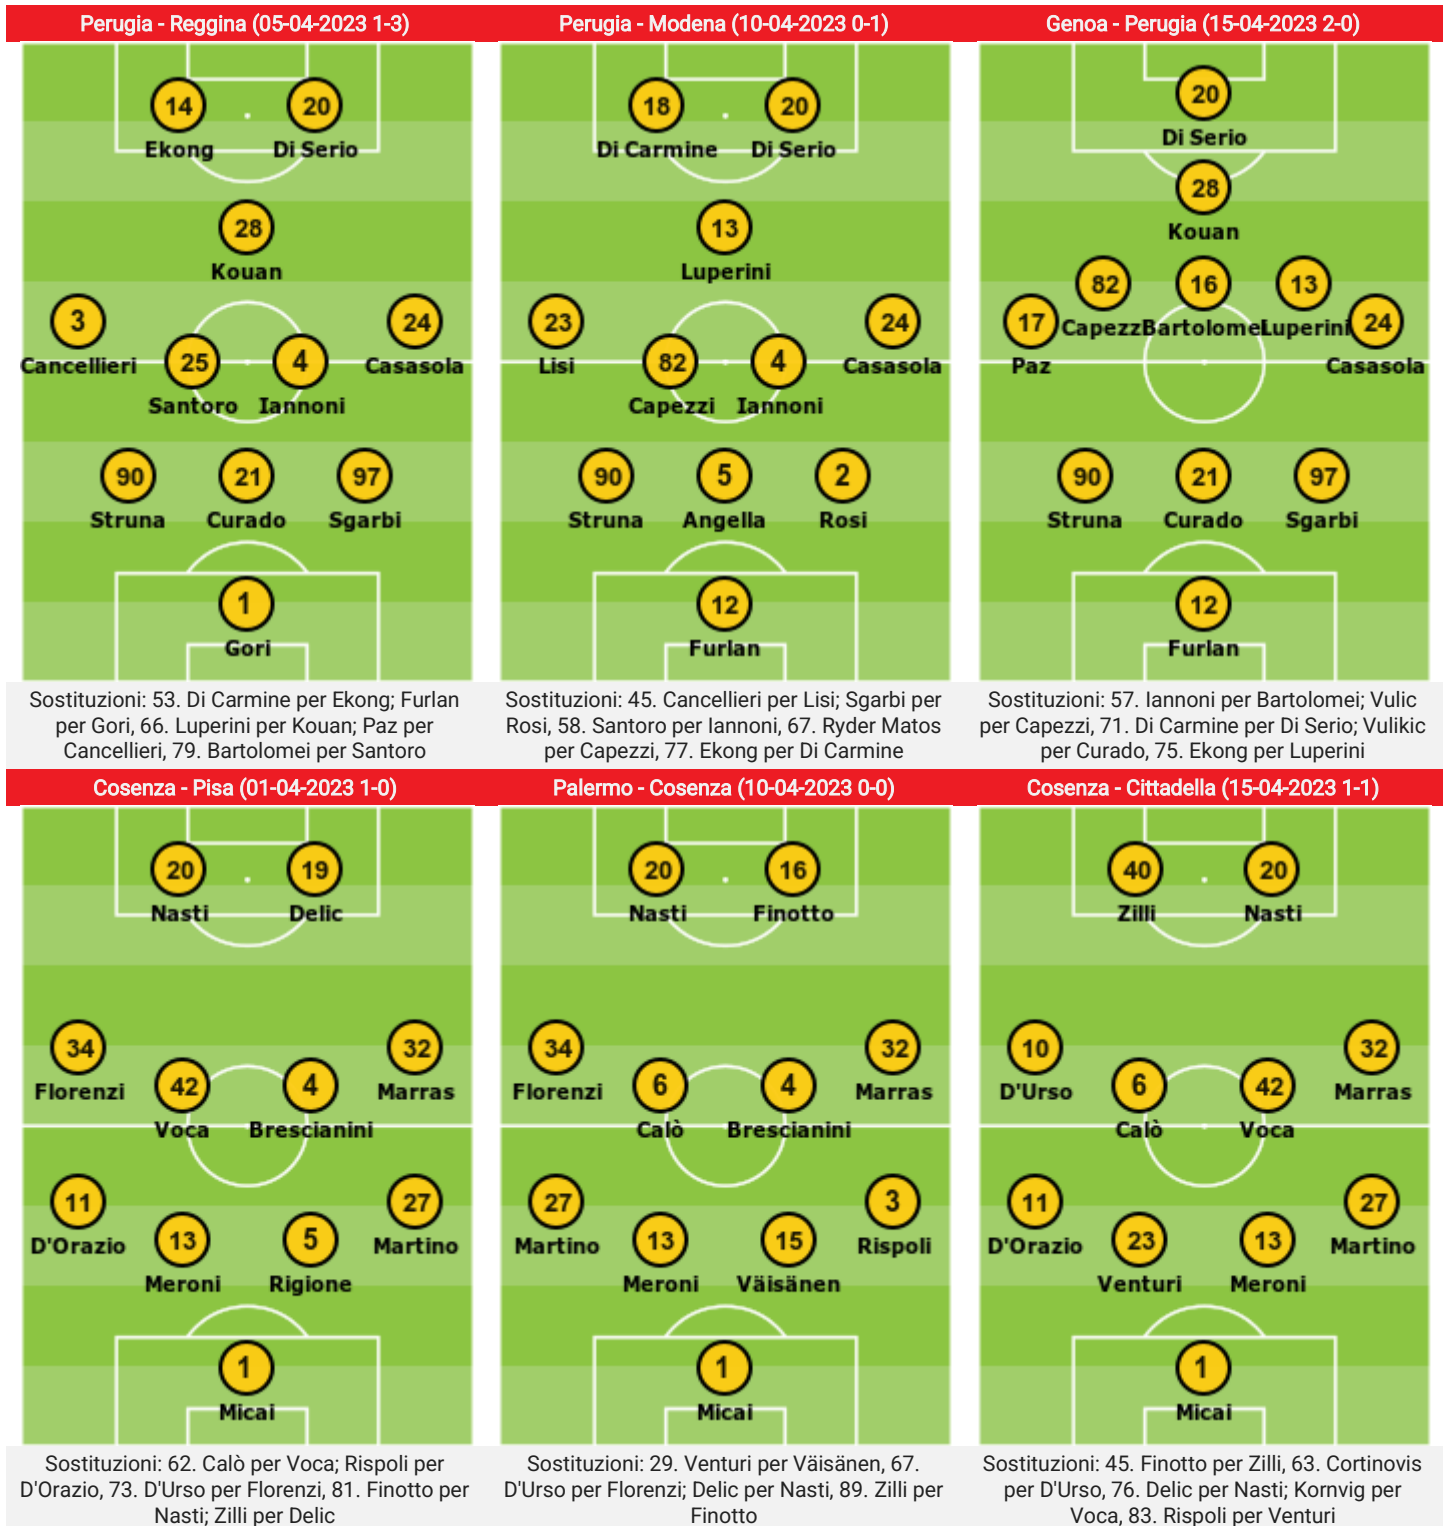 Perugia - Reggina (05-04-2023 1-3)
14
20
Ekong
Di Serio
28
Kouan
3
24
Cancellieri
25
4
Casasola
Santoro
Iannoni
90
21
97
Struna
Curado
Sgarbi
1
Gori
Sostituzioni: 53. Di Carmine per Ekong; Furlan
per Gori, 66. Luperini per Kouan; Paz per
Cancellieri, 79. Bartolomei per Santoro
Perugia - Modena (10-04-2023 0-1)
18
20
Di Carmine
Di Serio
13
Luperini
23
24
Lisi
82
4
Casasola
Capezzi
Iannoni
90
5
2
Struna
Angella
Rosi
12
Furlan
Sostituzioni: 45. Cancellieri per Lisi; Sgarbi per
Rosi, 58. Santoro per Iannoni, 67. Ryder Matos
per Capezzi, 77. Ekong per Di Carmine
Genoa - Perugia (15-04-2023 2-0)
20
Di Serio
28
Kouan
82
16
13
17
Capezzi
Bartolomei
Luperini
24
Paz
Casasola
90
21
97
Struna
Curado
Sgarbi
12
Furlan
Sostituzioni: 57. Iannoni per Bartolomei; Vulic
per Capezzi, 71. Di Carmine per Di Serio; Vulikic
per Curado, 75. Ekong per Luperini
Cosenza - Pisa (01-04-2023 1-0)
20
19
Nasti
Delic
34
32
Florenzi
42
4
Marras
Voca
Brescianini
11
27
D'Orazio
13
5
Martino
Meroni
Rigione
1
Micai
Sostituzioni: 62. Calò per Voca; Rispoli per
D'Orazio, 73. D'Urso per Florenzi, 81. Finotto per
Nasti; Zilli per Delic
Palermo - Cosenza (10-04-2023 0-0)
20
16
Nasti
Finotto
34
32
Florenzi
6
4
Marras
Calò
Brescianini
27
3
Martino
13
15
Rispoli
Meroni
Väisänen
1
Micai
Sostituzioni: 29. Venturi per Väisänen, 67.
D'Urso per Florenzi; Delic per Nasti, 89. Zilli per
Finotto
Cosenza - Cittadella (15-04-2023 1-1)
40
20
Zilli
Nasti
10
32
D'Urso
6
42
Marras
Calò
Voca
11
27
D'Orazio
23
13
Martino
Venturi
Meroni
1
Micai
Sostituzioni: 45. Finotto per Zilli, 63. Cortinovis
per D'Urso, 76. Delic per Nasti; Kornvig per
Voca, 83. Rispoli per Venturi